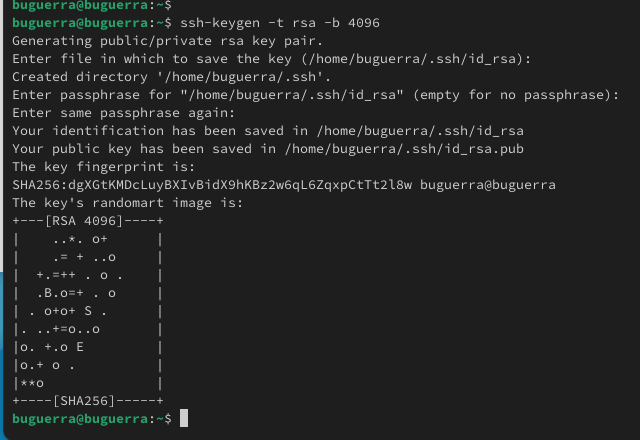 buguerra@buguerra:~$
buguerra@buguerra:~$ ssh-keygen -t rsa -b 4096
Generating public/private rsa key pair.
Enter file in which to save the key (/home/buguerra/.ssh/id_rsa):
Created directory '/home/buguerra/.ssh'.
Enter passphrase for "/home/buguerra/.ssh/id_rsa" (empty for no passphrase):
Enter same passphrase again:
Your identification has been saved in /home/buguerra/.ssh/id_rsa
Your public key has been saved in /home/buguerra/.ssh/id_rsa.pub
The key fingerprint is:
SHA256:dgXGtKMDcLuyBXIvBidX9hKBz2w6qL6ZqxpCtTt2l8w buguerra@buguerra
The key's randomart image is:
+---[RSA 4096]----+
|    ..*. o+      |
|    .= + ..o     |
|  +.=++ . o .    |
|  .B.o=+ . o     |
| . o+o+ S .      |
|. ..+=o..o       |
|o. +.o E         |
|o.+ o .          |
|**o              |
+----[SHA256]-----+
buguerra@buguerra:~$